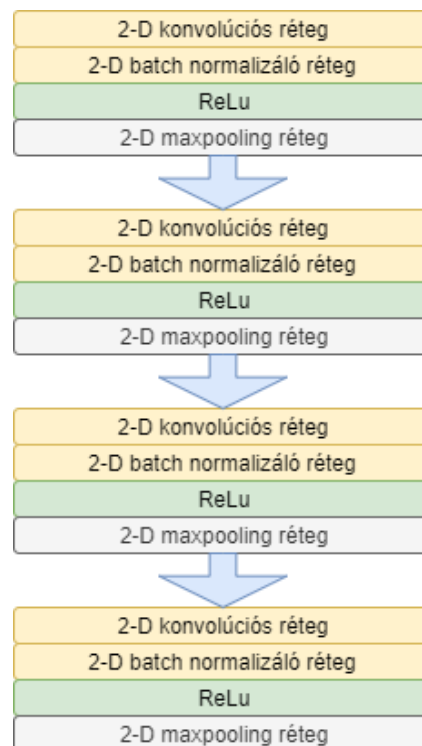 2-D konvolúciós réteg
2-D batch normalizáló réteg
ReLu
2-D maxpooling réteg
2-D konvolúciós réteg
2-D batch normalizáló réteg
ReLu
2-D maxpooling réteg
2-D konvolúciós réteg
2-D batch normalizáló réteg
ReLu
2-D maxpooling réteg
2-D konvolúciós réteg
2-D batch normalizáló réteg
ReLu
2-D maxpooling réteg